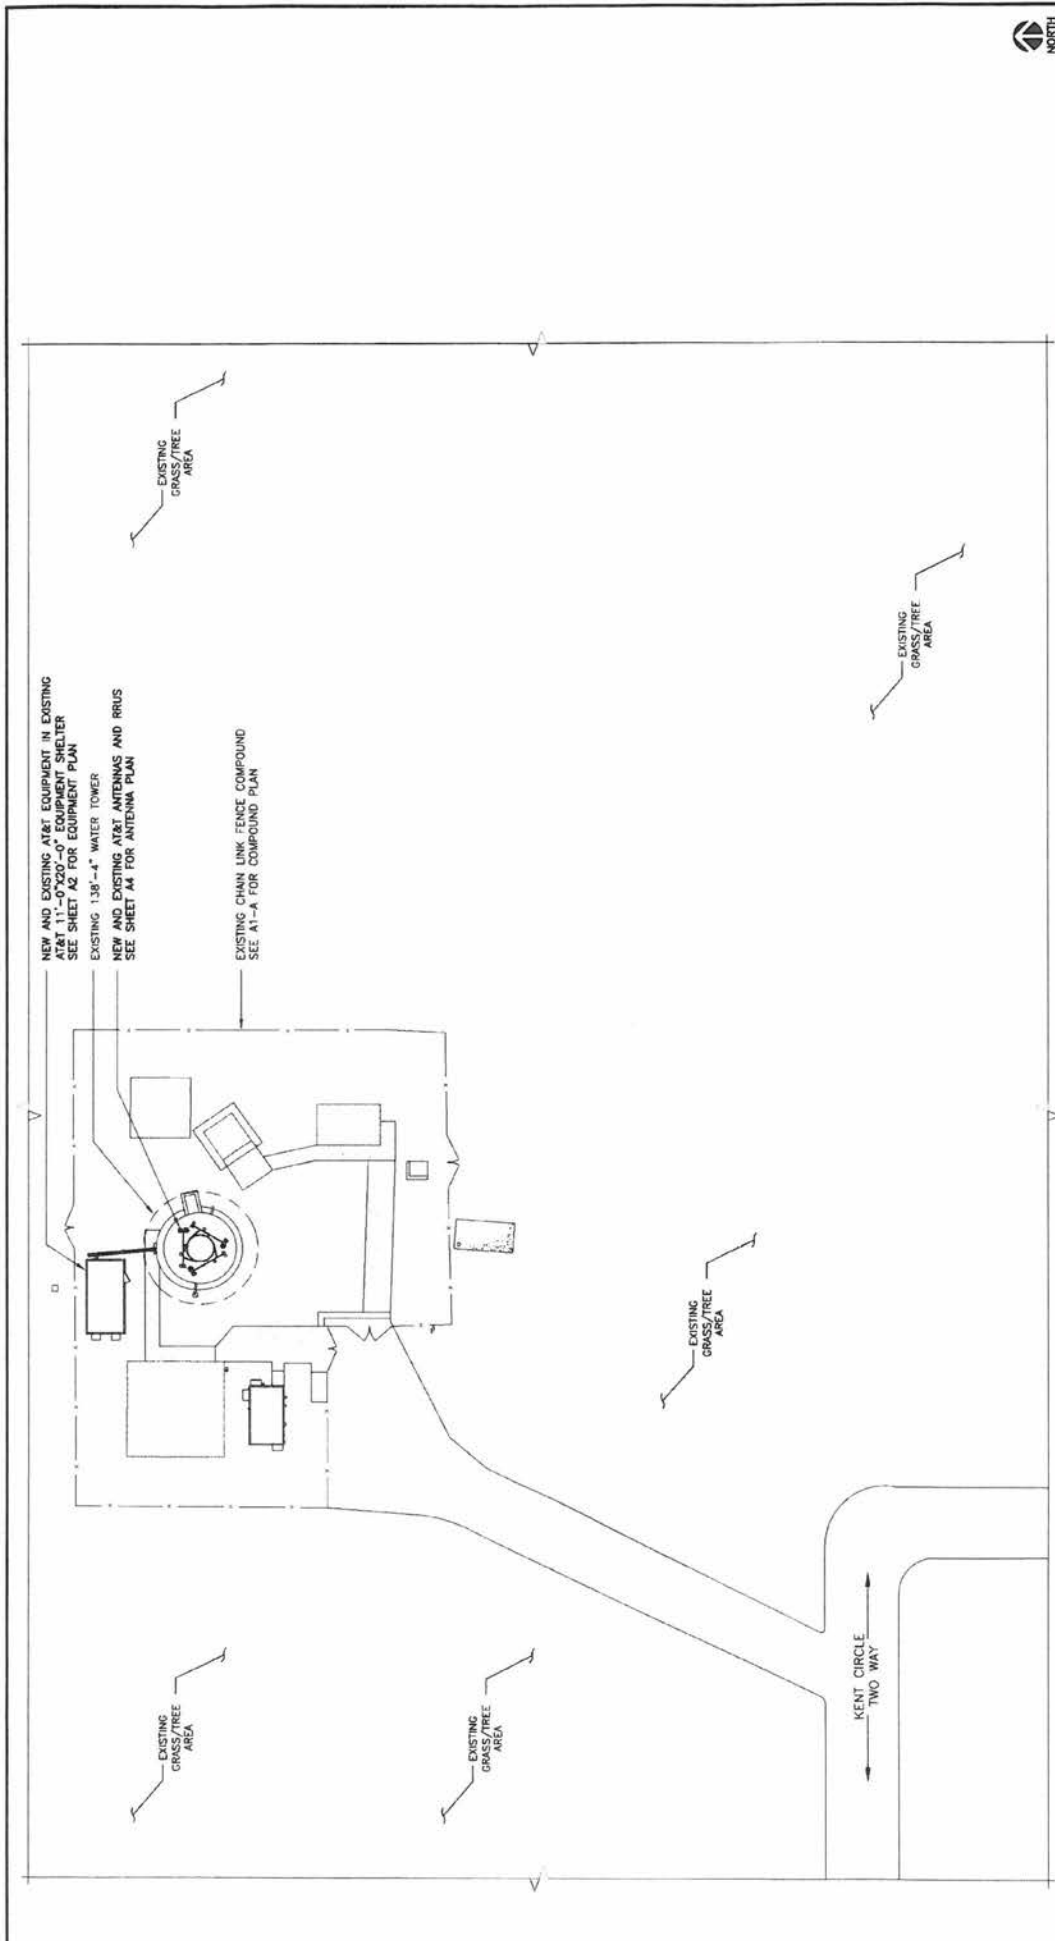 NORTH
NEW AND EXISTING AT&T EQUIPMENT IN EXISTING
AT&T 11'-0"X20'-0" EQUIPMENT SHELTER
SEE SHEET A2 FOR EQUIPMENT PLAN
EXISTING 138'-4" WATER TOWER
NEW AND EXISTING AT&T ANTENNAS AND RRUS
SEE SHEET A4 FOR ANTENNA PLAN
EXISTING CHAIN LINK FENCE COMPOUND
SEE A1-A FOR COMPOUND PLAN
EXISTING
GRASS/TREE
AREA
EXISTING
GRASS/TREE
AREA
EXISTING
GRASS/TREE
AREA
EXISTING
GRASS/TREE
AREA
EXISTING
GRASS/TREE
AREA
KENT CIRCLE
TWO WAY